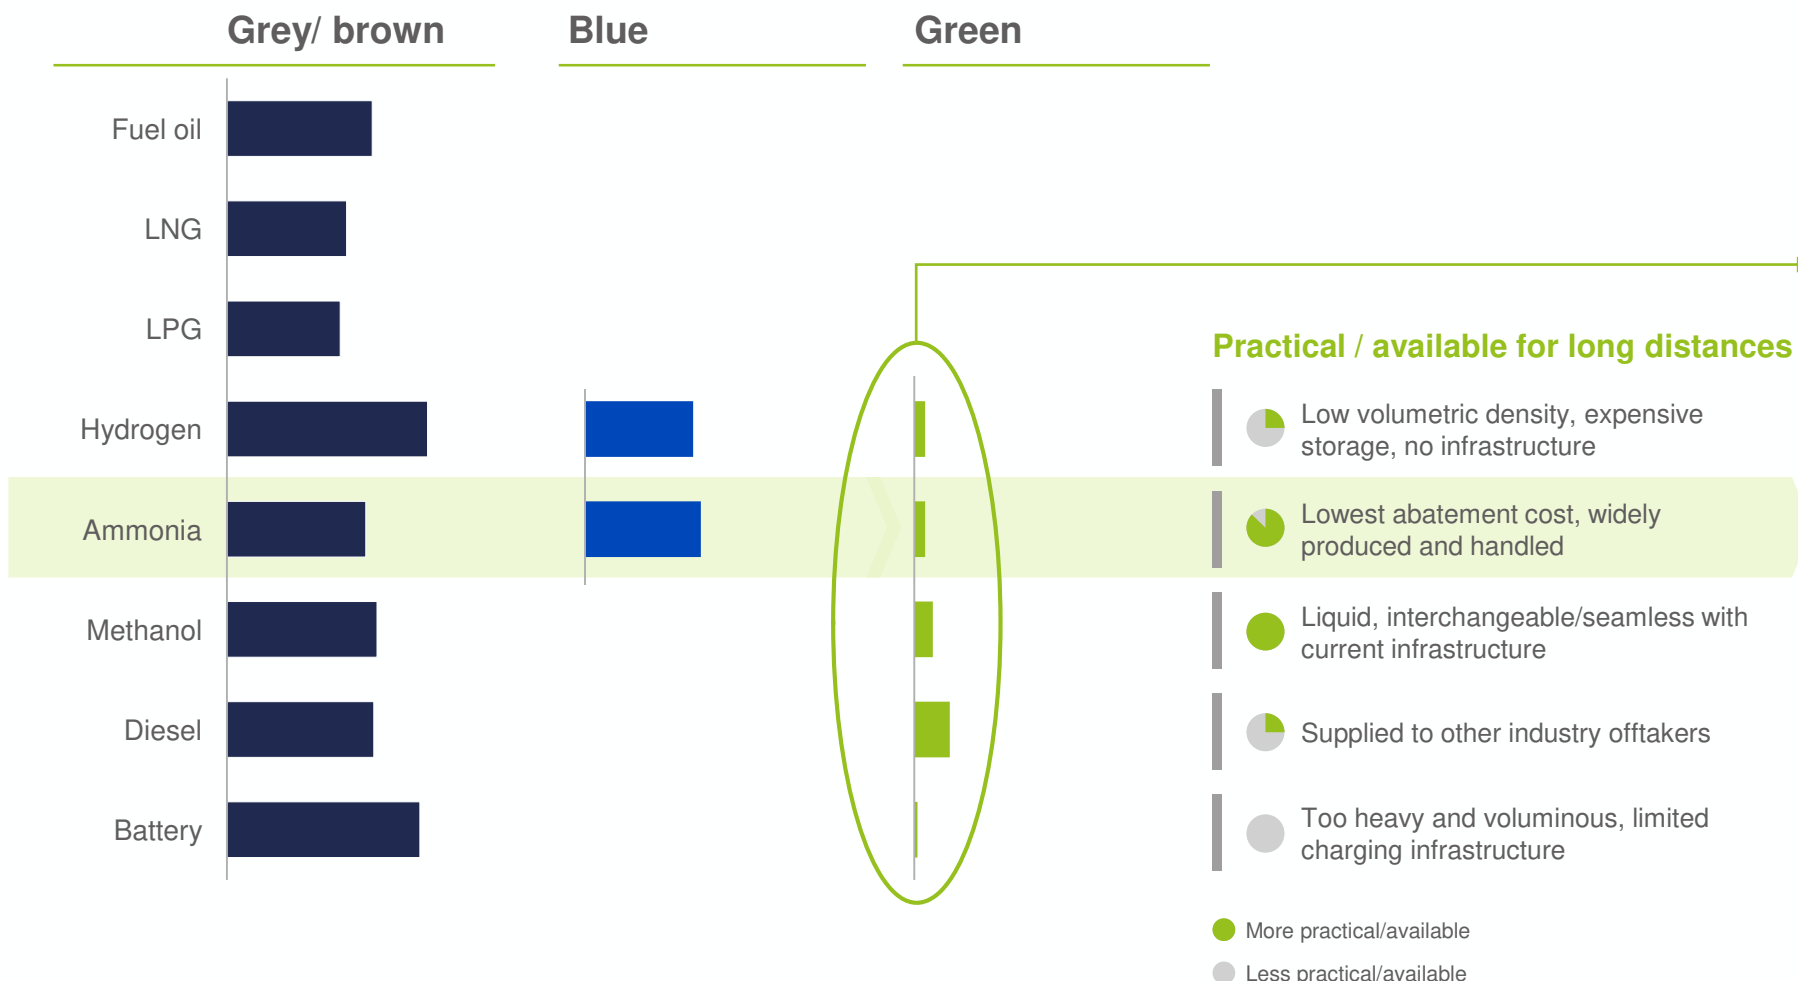 Grey/ brown
Blue
Green
Fuel oil
LNG
LPG
Practical / available for long distances
Hydrogen
Low volumetric density, expensive
storage, no infrastructure
Ammonia
Lowest abatement cost, widely
produced and handled
Methanol
Liquid, interchangeable/seamless with
current infrastructure
Diesel
Supplied to other industry offtakers
Battery
Too heavy and voluminous, limited
charging infrastructure
More practical/available
Less practical/available